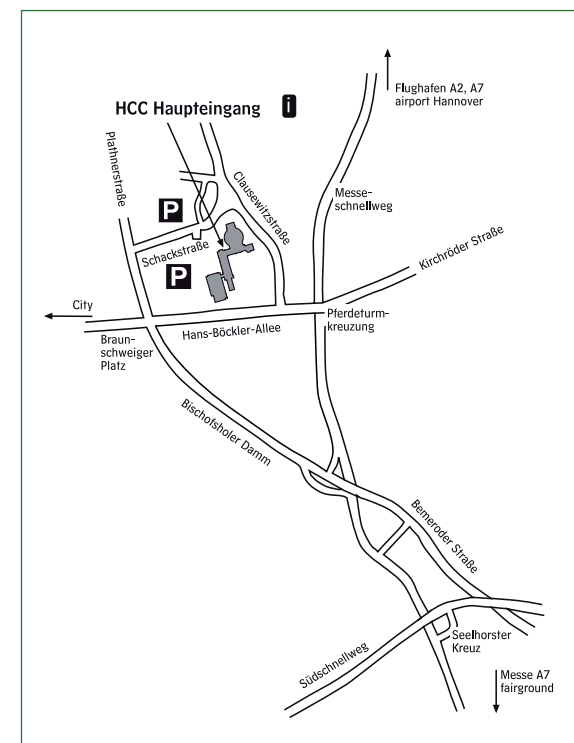 Flughafen A2, A7
airport Hannover
HCC Haupteingang i
Plathnerstraße
Clausewitzstraße
Messe-
schnellweg
P
Schackstraße
P
Kirchröder Straße
City
Hans-Böckler-Allee
Pferdeturm-
kreuzung
Braun-
schweiger
Platz
Bischofsholer Damm
Bemeroder Straße
Seelhorster
Kreuz
Südschnellweg
Messe A7
fairground